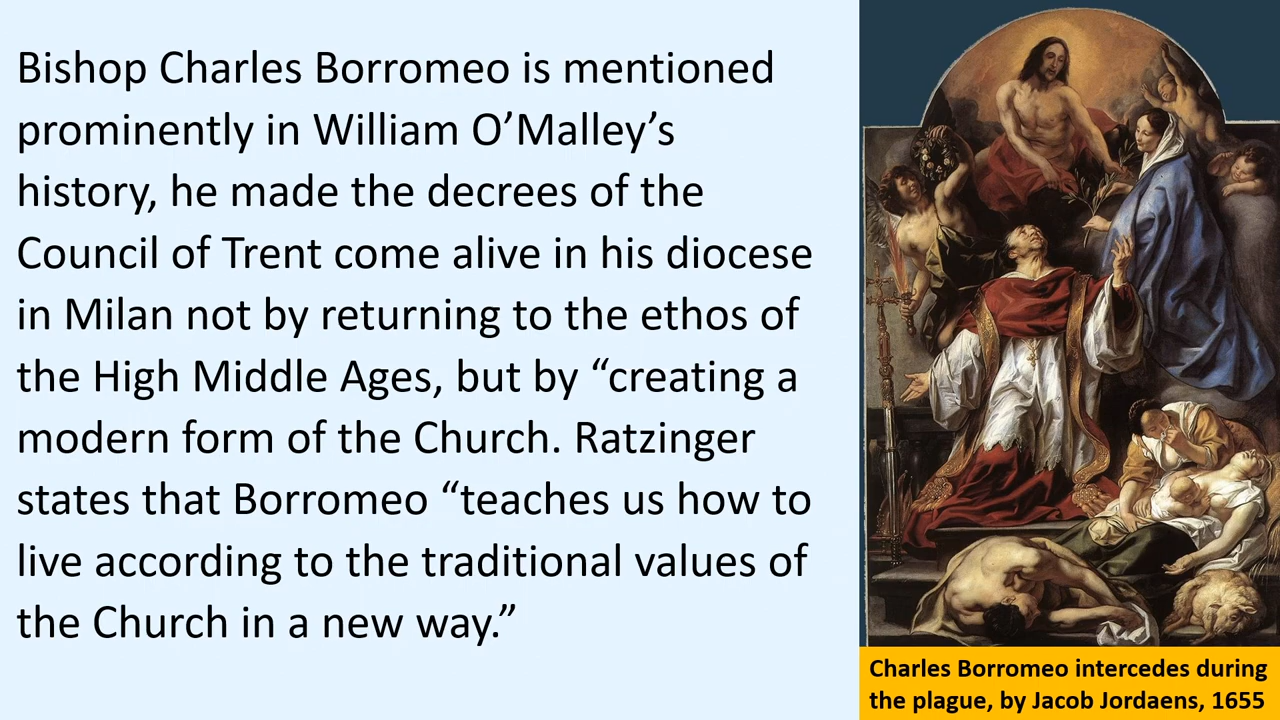 Bishop Charles Borromeo is mentioned
prominently in William O’Malley’s
history, he made the decrees of the
Council of Trent come alive in his diocese
in Milan not by returning to the ethos of
the High Middle Ages, but by “creating a
modern form of the Church. Ratzinger
states that Borromeo “teaches us how to
live according to the traditional values of
the Church in a new way.”
Charles Borromeo intercedes during
the plague, by Jacob Jordaens, 1655